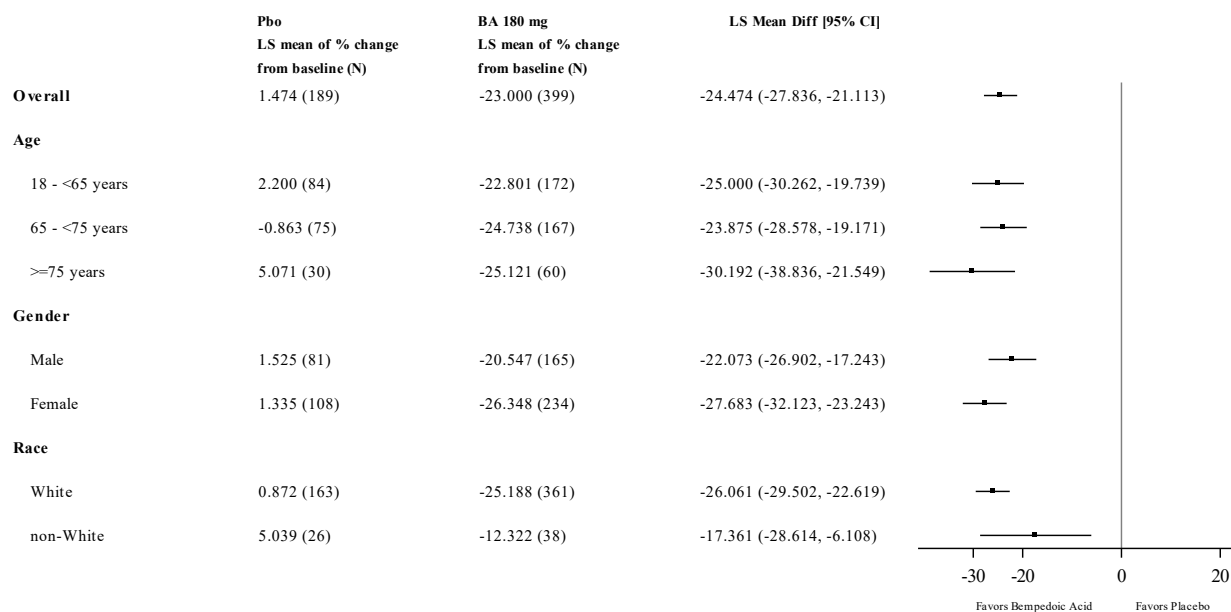 Pbo BA 180 mg LS Mean Diff [95% CI]
LS mean of % change LS mean of % change
from baseline (N) from baseline (N)
Overall 1.474 (189) -23.000 (399) -24.474 (-27.836, -21.113)
Age
18 - <65 years 2.200 (84) -22.801 (172) -25.000 (-30.262, -19.739)
65 - <75 years -0.863 (75) -24.738 (167) -23.875 (-28.578, -19.171)
>=75 years 5.071 (30) -25.121 (60) -30.192 (-38.836, -21.549)
Gender
Male 1.525 (81) -20.547 (165) -22.073 (-26.902, -17.243)
Female 1.335 (108) -26.348 (234) -27.683 (-32.123, -23.243)
Race
White 0.872 (163) -25.188 (361) -26.061 (-29.502, -22.619)
non-White 5.039 (26) -12.322 (38) -17.361 (-28.614, -6.108)
-30 -20 0 20
Favors Bempedoic Acid Favors Placebo